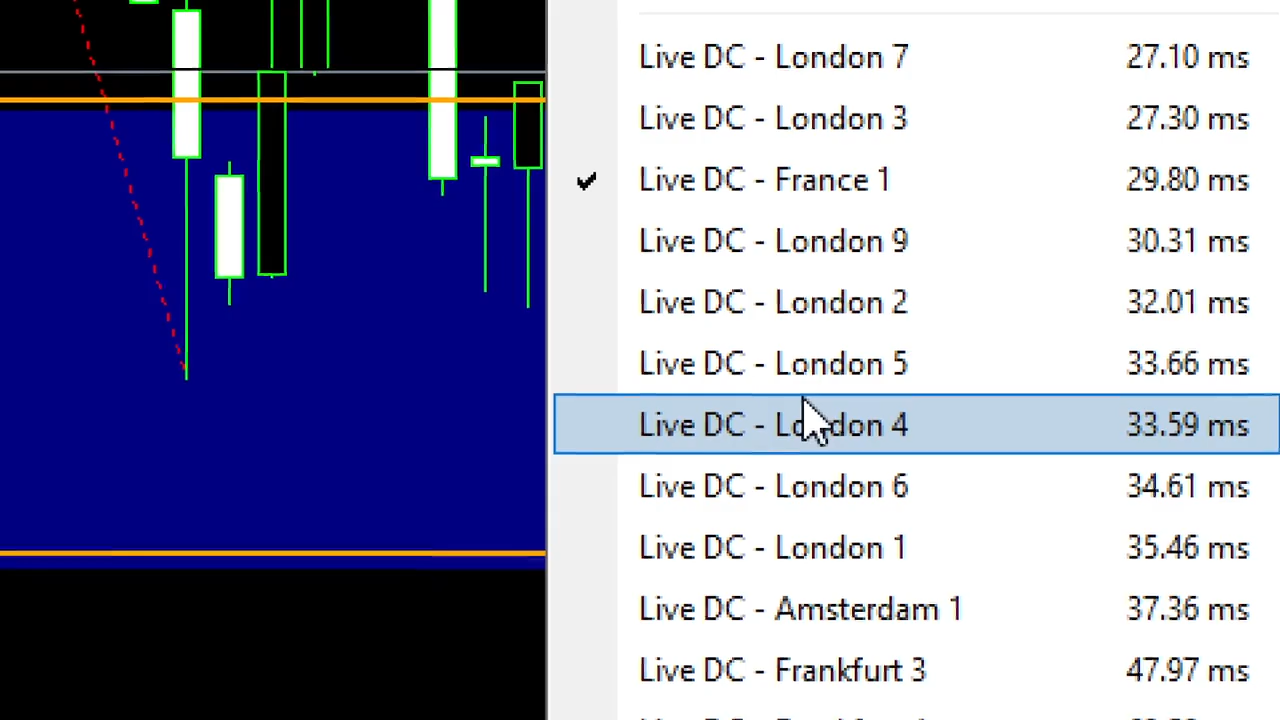 Live DC - London 7 27.10 ms
Live DC - London 3 27.30 ms
Live DC - France 1 29.80 ms
Live DC - London 9 30.31 ms
Live DC - London 2 32.01 ms
Live DC - London 5 33.66 ms
Live DC - London 4 33.59 ms
Live DC - London 6 34.61 ms
Live DC - London 1 35.46 ms
Live DC - Amsterdam 1 37.36 ms
Live DC - Frankfurt 3 47.97 ms